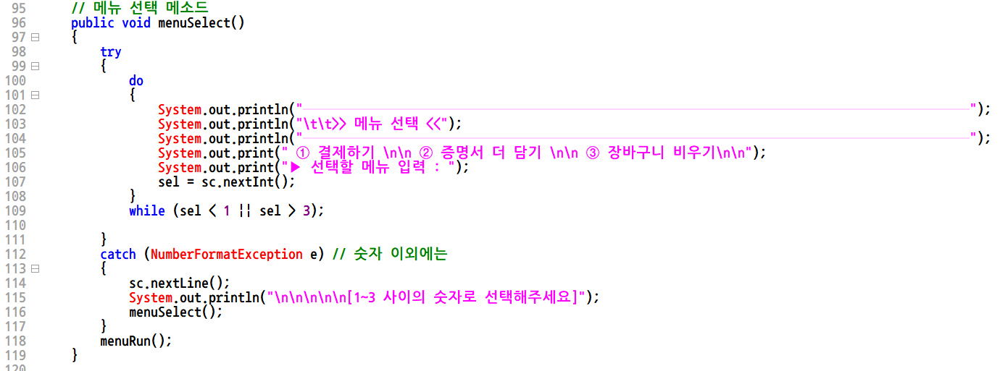 95 // 메뉴 선택 메소드
96 public void menuSelect()
97 {
98 try
99 {
100 do
101 {
102 System.out.println("──────────────────────────────────────────────");
103 System.out.println("\t\t>> 메뉴 선택 <<");
104 System.out.println("──────────────────────────────────────────────");
105 System.out.print(" ① 결제하기 \n\n ② 증명서 더 담기 \n\n ③ 장바구니 비우기\n\n");
106 System.out.print("▶ 선택할 메뉴 입력 : ");
107 sel = sc.nextInt();
108 }
109 while (sel < 1 || sel > 3);
110
111 }
112 catch (NumberFormatException e) // 숫자 이외에는
113 {
114 sc.nextLine();
115 System.out.println("\n\n\n\n\n[1~3 사이의 숫자로 선택해주세요]");
116 menuSelect();
117 }
118 menuRun();
119 }
120